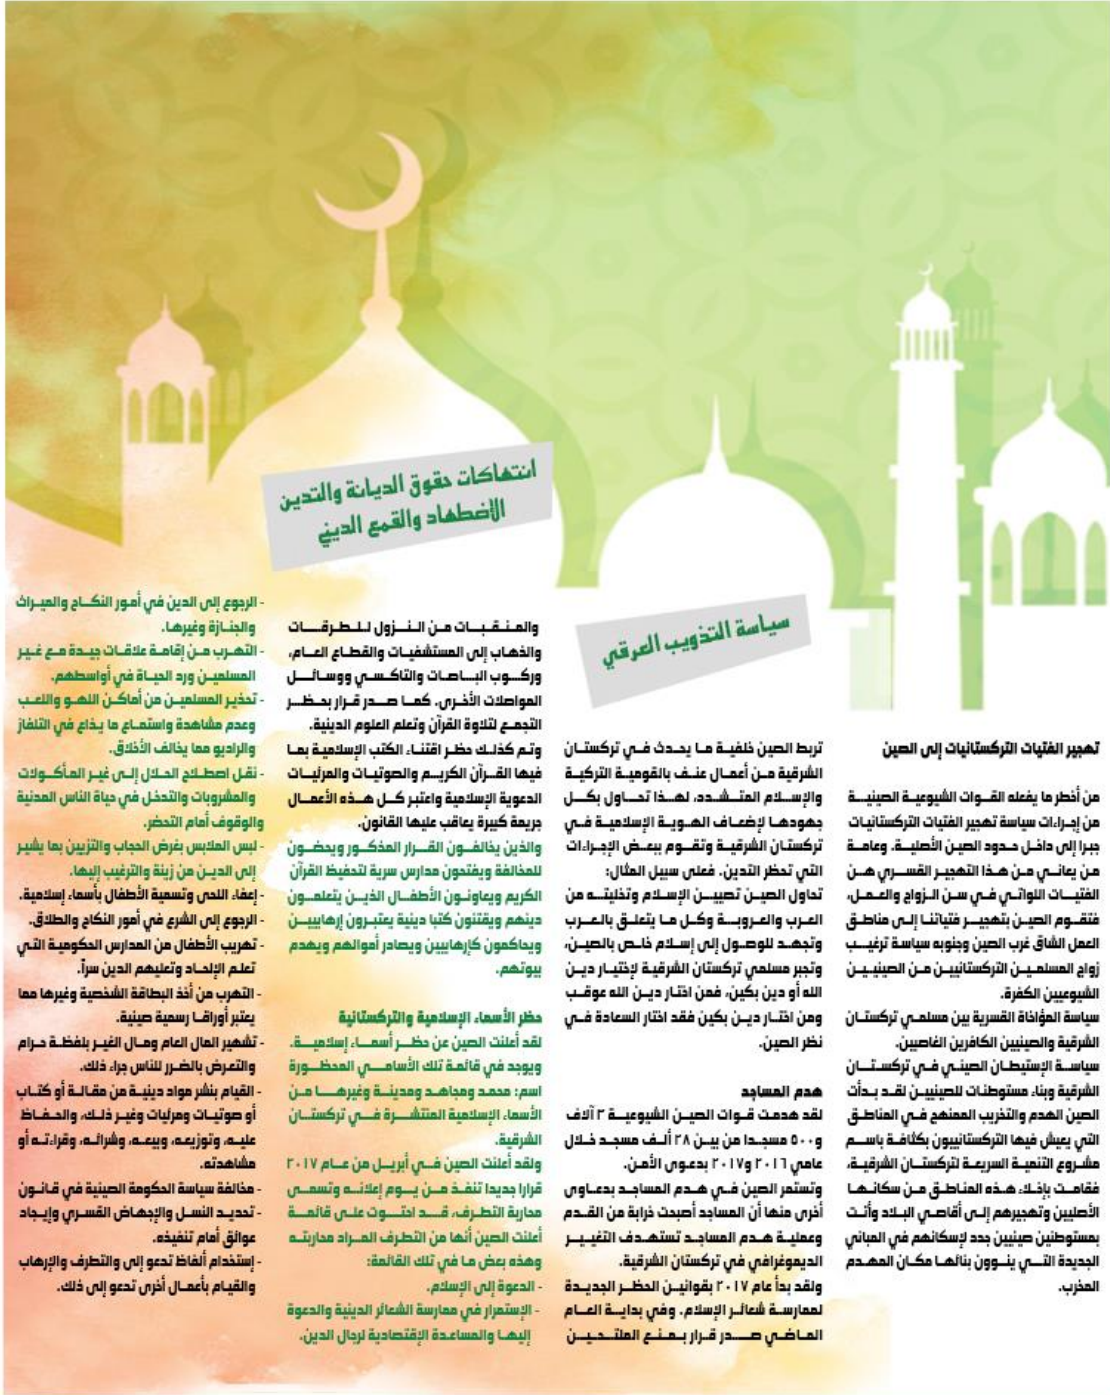 تهجير الفتيات التركستانيات إلى الصين
من أخطر ما يفعله القوات الشيوعية الصينية
من إجراءات سياسة تهجير الفتيات التركستانيات
جبرا إلى داخل حدود الصين الأصلية. وعامة
من يعاني من هذا التهجير القسري هن
الفتيات اللواتي في سن الزواج والعمل،
فتقوم الصين بتهجير فتياتنا إلى مناطق
العمل الشاق غرب الصين وجنوبه سياسة ترغيب
زواج المسلمين التركستانيين من الصينيين
الشيوعيين الكفرة.
سياسة المؤاخاة القسرية بين مسلمي تركستان
الشرقية والصينيين الكافرين الغاصبين.
سياسة الإستيطان الصيني في تركستان
الشرقية وبناء مستوطنات للصينيين لقد بدأت
الصين الهدم والتخريب الممنهج في المناطق
التي يعيش فيها التركستانييون بكثافة باسم
مشروع التنمية السريعة لتركستان الشرقية،
فقامت بإخلاء هذه المناطق من سكانها
الأصليين وتهجيرهم إلى أقاصي البلاد وأتت
بمستوطنين صينيين جدد لإسكانهم في المباني
الجديدة التي ينوون بنائها مكان المهدم
المخرب.
سياسة التذويب العرقي
تربط الصين خلفية ما يحدث في تركستان
الشرقية من أعمال عنف بالقومية التركية
والإسلام المتشدد، لهذا تحاول بكل
جهودها لإضعاف الهوية الإسلامية في
تركستان الشرقية وتقوم ببعض الإجراءات
التي تحظر التدين. فعلى سبيل المثال:
تحاول الصين تصيين الإسلام وتخليته من
العرب والعروبة وكل ما يتعلق بالعرب
وتجهد للوصول إلى إسلام خاص بالصين،
وتجبر مسلمي تركستان الشرقية لإختيار دين
الله أو دين بكين، فمن اختار دين الله عوقب
ومن اختار دين بكين فقد اختار السعادة في
نظر الصين.
هدم المساجد
لقد هدمت قوات الصين الشيوعية ٣ آلاف
و٥٠٠ مسجدا من بين ٢٨ ألف مسجد خلال
عامي ٢٠١٦ و٢٠١٧ بدعوى الأمن.
وتستمر الصين في هدم المساجد بدعاوى
أخرى منها أن المساجد أصبحت خرابة من القدم
وعملية هدم المساجد تستهدف التغيير
الديموغرافي في تركستان الشرقية.
ولقد بدأ عام ٢٠١٧ بقوانين الحظر الجديدة
لممارسة شعائر الإسلام. وفي بداية العام
الماضي صدر قرار بمنع الملتحين
انتهاكات حقوق الديانة والتدين
الأضطهاد والقمع الديني
والمنقبات من النزول للطرقات
والذهاب إلى المستشفيات والقطاع العام،
وركوب الباصات والتاكسي ووسائل
المواصلات الأخرى. كما صدر قرار بحظر
التجمع لتلاوة القرآن وتعلم العلوم الدينية.
وتم كذلك حظر اقتناء الكتب الإسلامية بما
فيها القرآن الكريم والصوتيات والمرئيات
الدعوية الإسلامية واعتبر كل هذه الأعمال
جريمة كبيرة يعاقب عليها القانون.
والذين يخالفون القرار المذكور ويحضون
للمخالفة ويفتحون مدارس سرية لتحفيظ القرآن
الكريم ويعاونون الأطفال الذين يتعلمون
دينهم ويقتنون كتبا دينية يعتبرون إرهابيين
ويحاكمون كإرهابيين ويصادر أموالهم ويهدم
بيوتهم.
حظر الأسماء الإسلامية والتركستانية
لقد أعلنت الصين عن حظر أسماء إسلامية.
ويوجد في قائمة تلك الأسامي المحظورة
اسم: محمد ومجاهد ومدينة وغيرها من
الأسماء الإسلامية المنتشرة في تركستان
الشرقية.
ولقد أعلنت الصين في أبريل من عام ٢٠١٧
قرارا جديدا تنفذ من يوم إعلانه وتسمى
محاربة التطرف، قد احتوت على قائمة
أعلنت الصين أنها من التطرف المراد محاربته
وهذه بعض ما في تلك القائمة:
- الدعوة إلى الإسلام.
- الإستمرار في ممارسة الشعائر الدينية والدعوة
إليها والمساعدة الإقتصادية لرجال الدين.
- الرجوع إلى الدين في أمور النكاح والميراث
والجنازة وغيرها.
- التهرب من إقامة علاقات جيدة مع غير
المسلمين ورد الحياة في أواسطهم.
- تحذير المسلمين من أماكن اللهو واللعب
وعدم مشاهدة واستماع ما يذاع في التلفاز
والراديو مما يخالف الأخلاق.
- نقل اصطلاح الحلال إلى غير المأكولات
والمشروبات والتدخل في حياة الناس المدنية
والوقوف أمام التحضر.
- لبس الملابس بغرض الحجاب والتزيين بما يشير
إلى الدين من زينة والترغيب إليها.
- إعفاء اللحى وتسمية الأطفال بأسماء إسلامية.
- الرجوع إلى الشرع في أمور النكاح والطلاق.
- تهريب الأطفال من المدارس الحكومية التي
تعلم الإلحاد وتعليهم الدين سراً.
- التهرب من أخذ البطاقة الشخصية وغيرها مما
يعتبر أوراقا رسمية صينية.
- تشهير المال العام ومال الغير بلفظة حرام
والتعرض بالضرر للناس جراء ذلك.
- القيام بنشر مواد دينية من مقالة أو كتاب
أو صوتيات ومرئيات وغير ذلك، والحفاظ
عليه، وتوزيعه، وبيعه، وشرائه، وقراءته أو
مشاهدته.
- مخالفة سياسة الحكومة الصينية في قانون
- تحديد النسل والإجهاض القسري وإيجاد
عوائق أمام تنفيذه.
- إستخدام ألفاظ تدعو إلى والتطرف والإرهاب
والقيام بأعمال أخرى تدعو إلى ذلك.